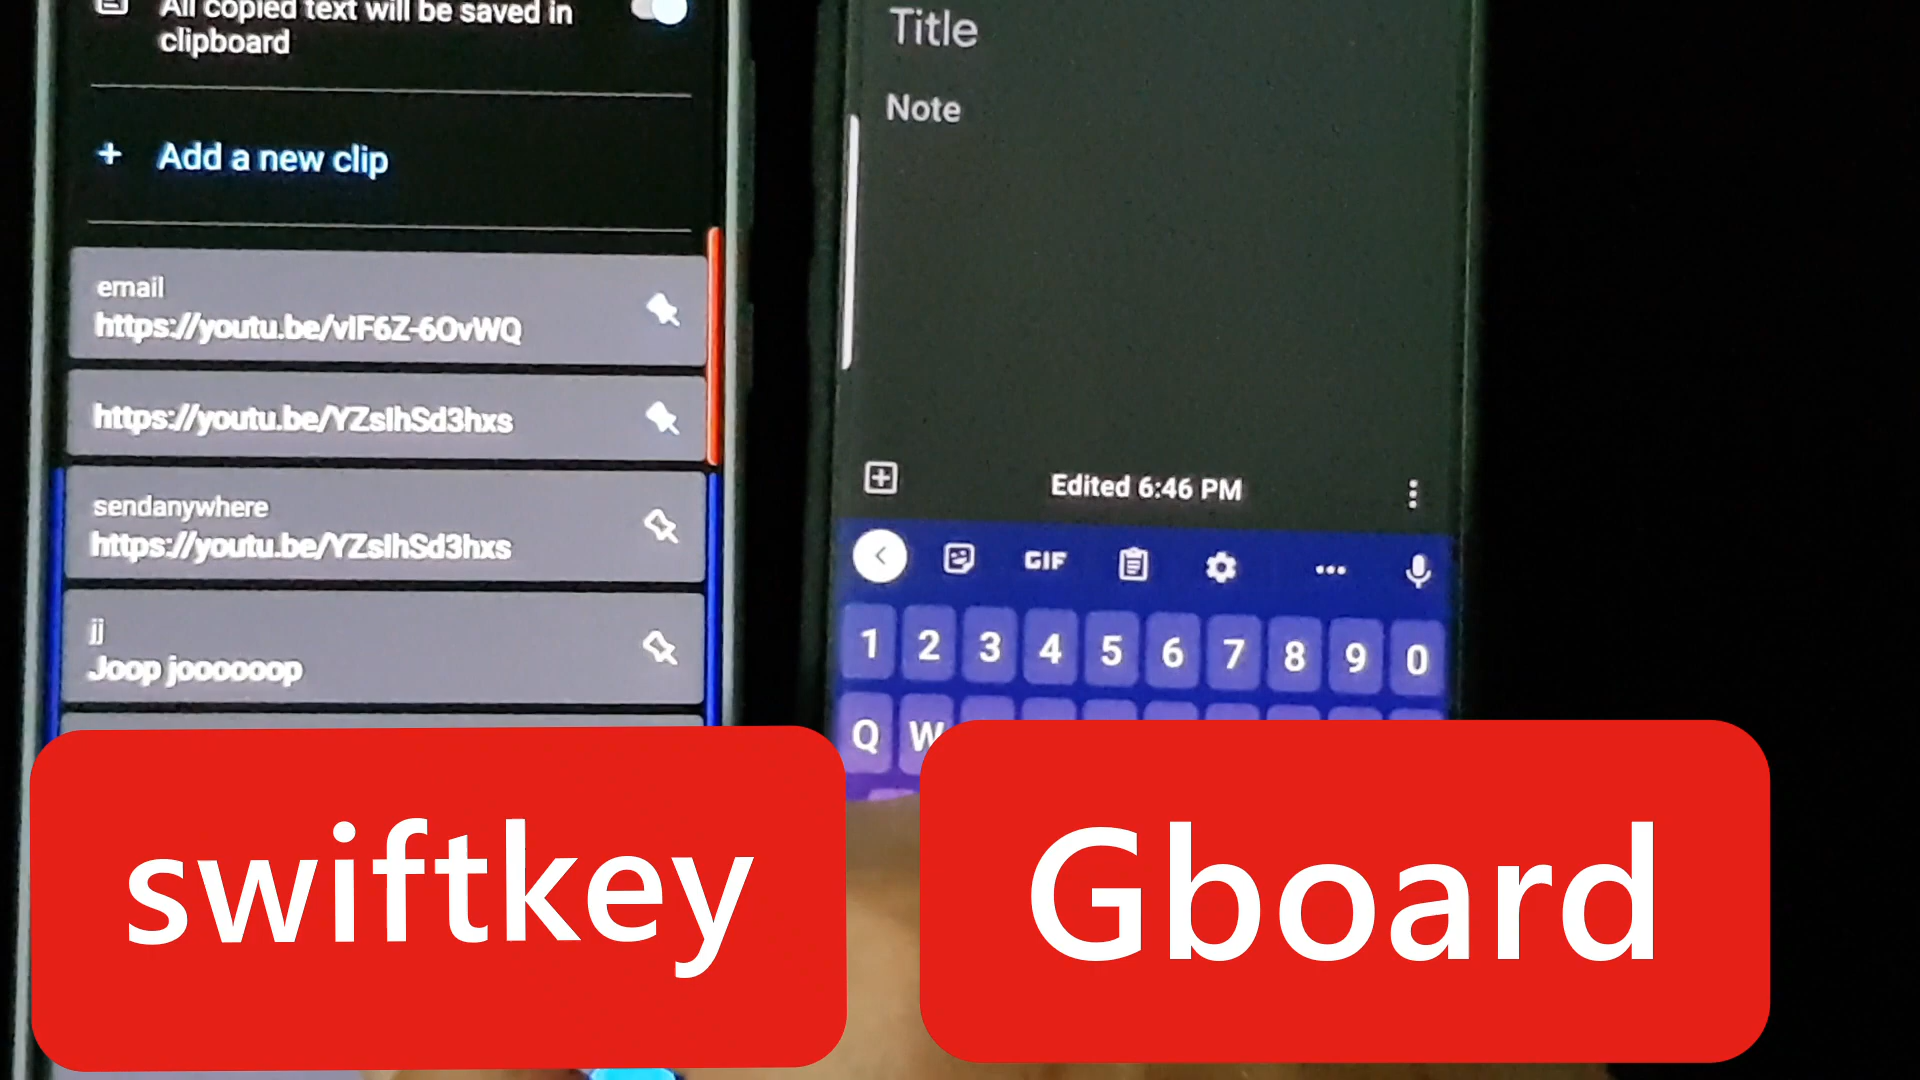 All copied text will be saved in
clipboard
+ Add a new clip
email
https://youtu.be/vlF6Z-6OvWQ
https://youtu.be/YZslhSd3hxs
sendanywhere
https://youtu.be/YZslhSd3hxs
jj
Joop joooooop
Title
Note
Edited 6:46 PM
GIF
1 2 3 4 5 6 7 8 9 0
Q W
swiftkey
Gboard